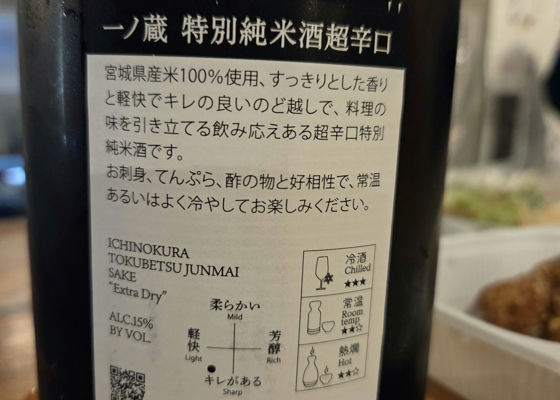 一ノ蔵 特別純米酒超辛口
宮城県産米100%使用、すっきりとした香り
と軽快でキレの良いのど越しで、料理の
味を引き立てる飲み応えある超辛口特別
純米酒です。
お刺身、てんぷら、酢の物と好相性で、常温
あるいはよく冷やしてお楽しみください。
ICHINOKURA
TOKUBETSU JUNMAI
SAKE
"Extra Dry"
ALC.15%
BY VOL.
柔らかい
Mild
軽快
Light
芳醇
Rich
キレがある
Sharp
冷酒
Chilled
★★★
常温
Room
temp
★★☆
熱燗
Hot
★★☆